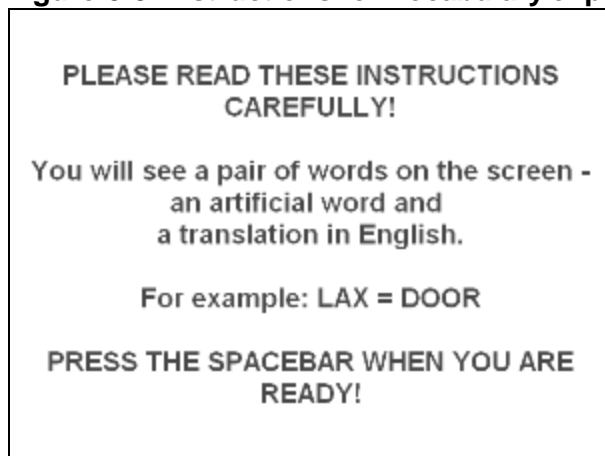 PLEASE READ THESE INSTRUCTIONS
CAREFULLY!
You will see a pair of words on the screen -
an artificial word and
a translation in English.
For example: LAX = DOOR
PRESS THE SPACEBAR WHEN YOU ARE
READY!